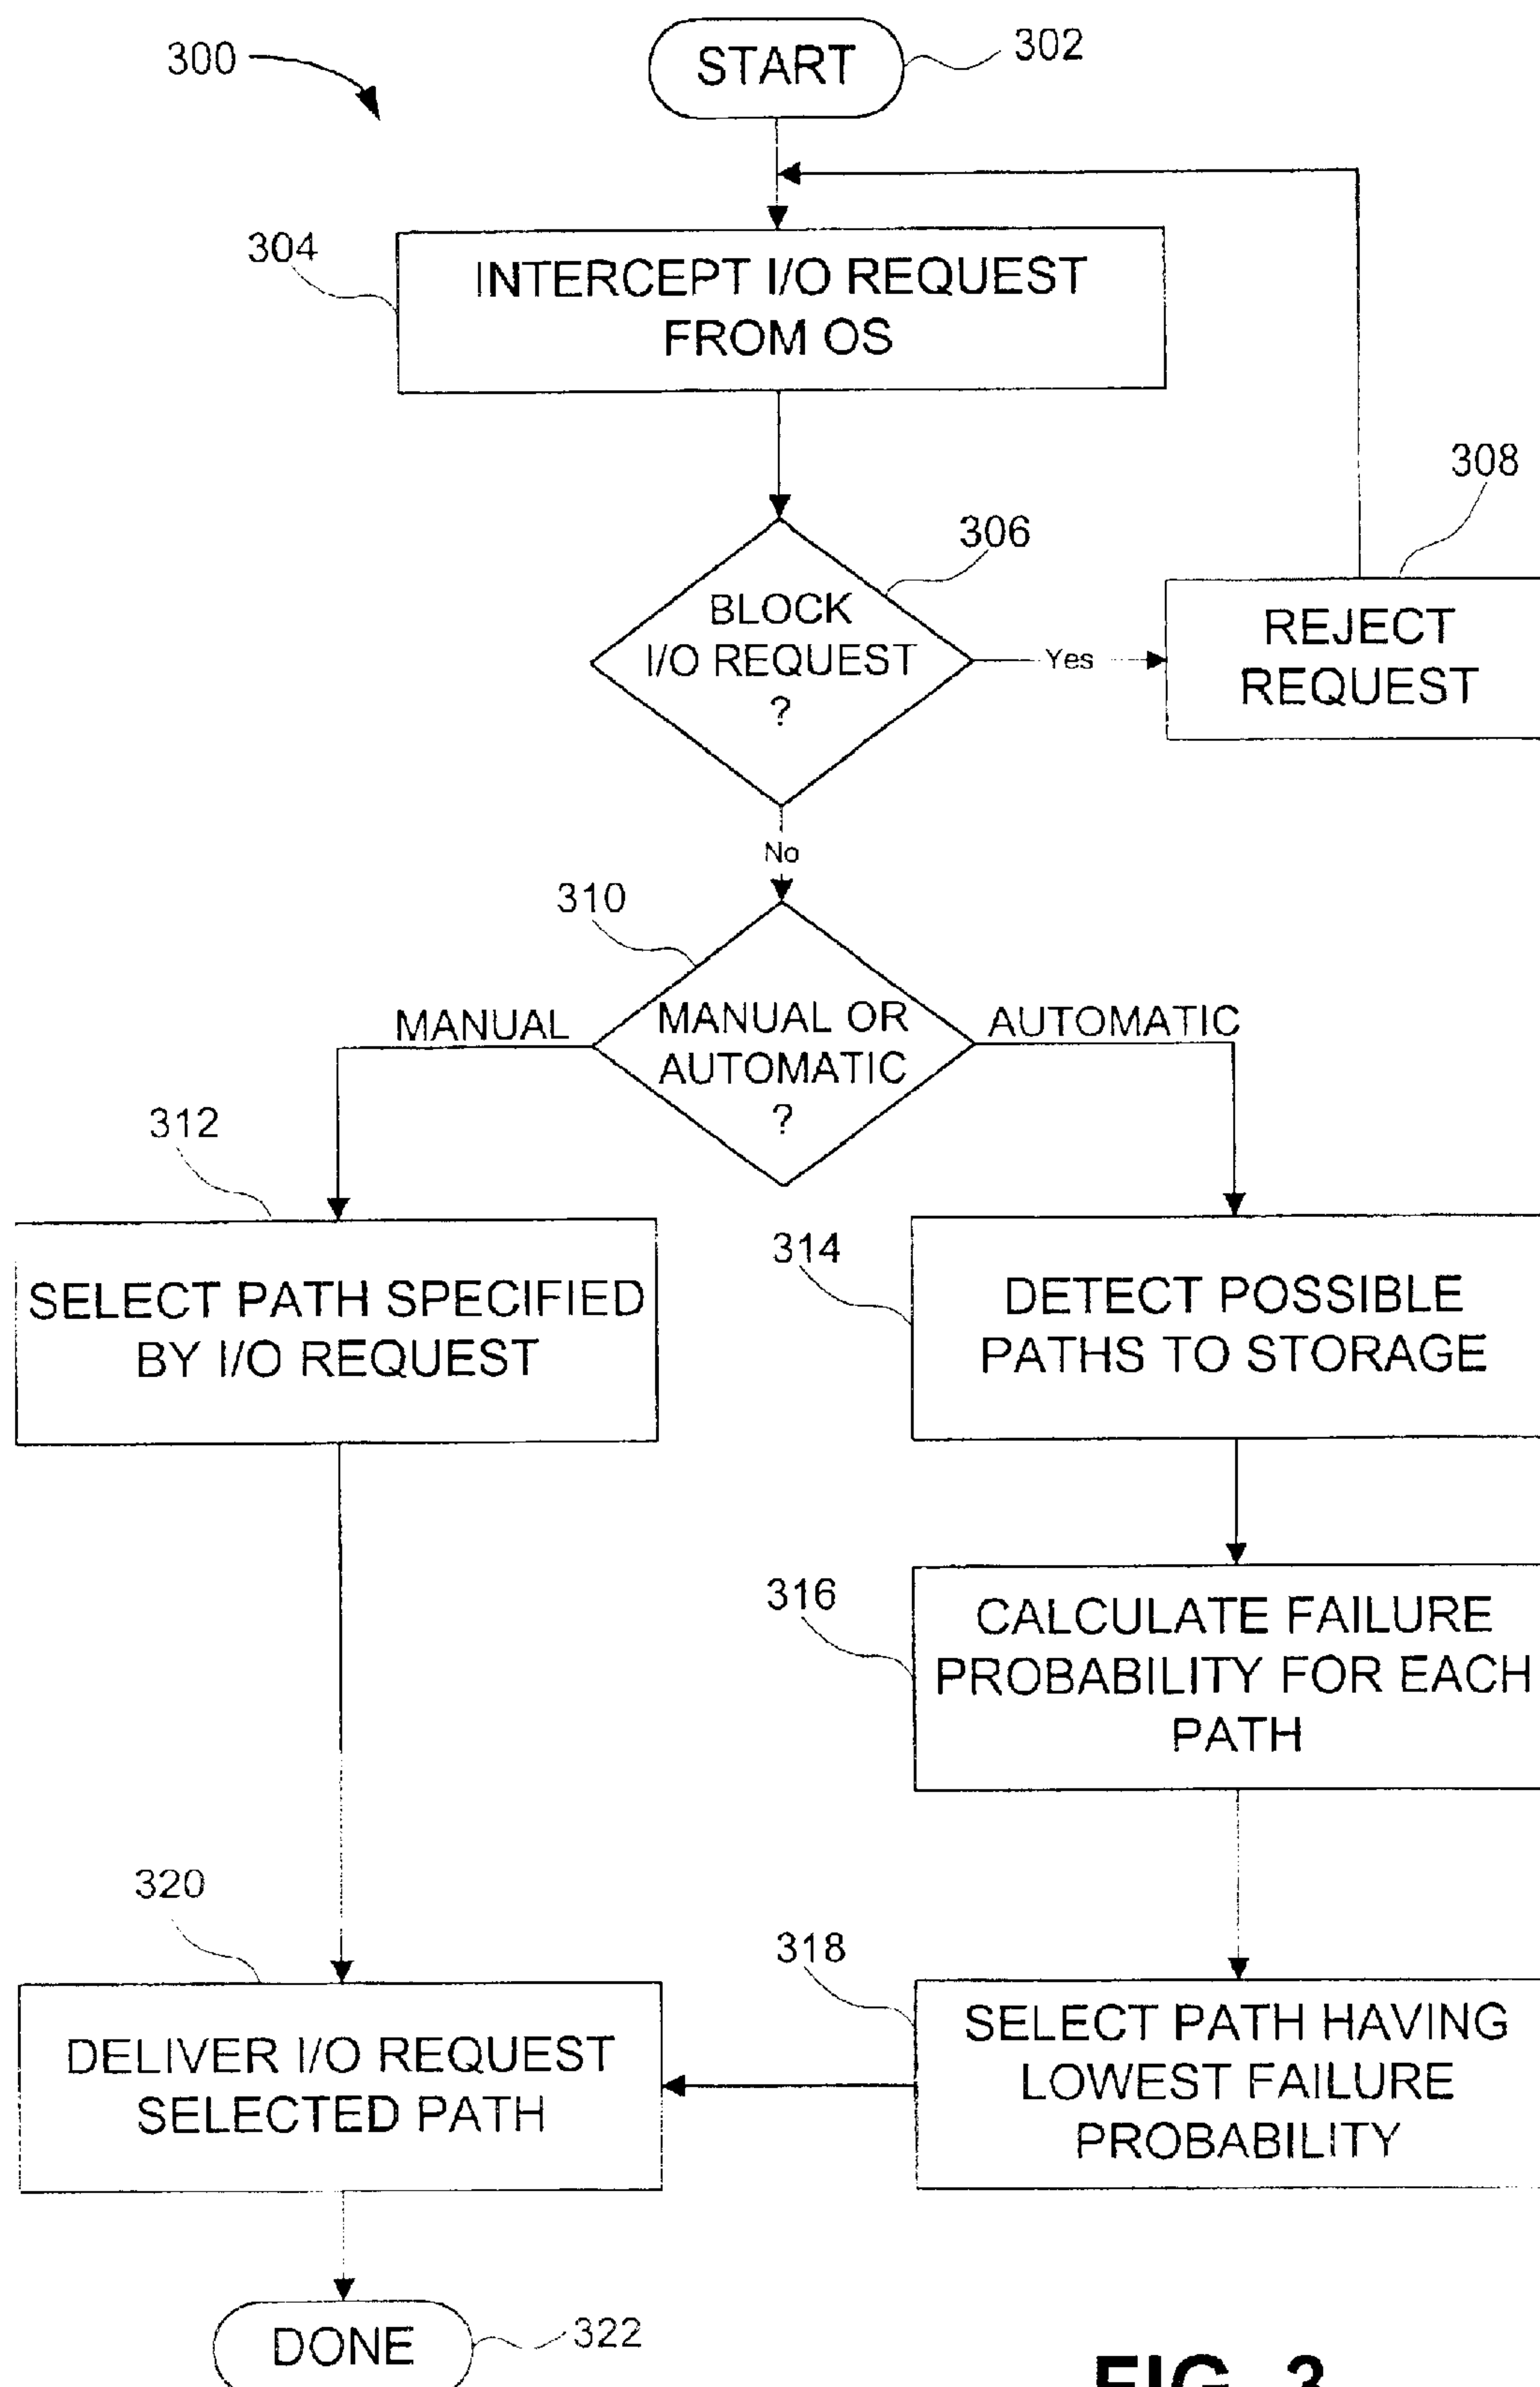 300
START
302
304
INTERCEPT I/O REQUEST
FROM OS
308
306
BLOCK
I/O REQUEST
?
Yes
REJECT
REQUEST
No
310
MANUAL
MANUAL OR
AUTOMATIC
?
AUTOMATIC
312
SELECT PATH SPECIFIED
BY I/O REQUEST
314
DETECT POSSIBLE
PATHS TO STORAGE
316
CALCULATE FAILURE
PROBABILITY FOR EACH
PATH
320
DELIVER I/O REQUEST
SELECTED PATH
318
SELECT PATH HAVING
LOWEST FAILURE
PROBABILITY
DONE
322
FIG. 3